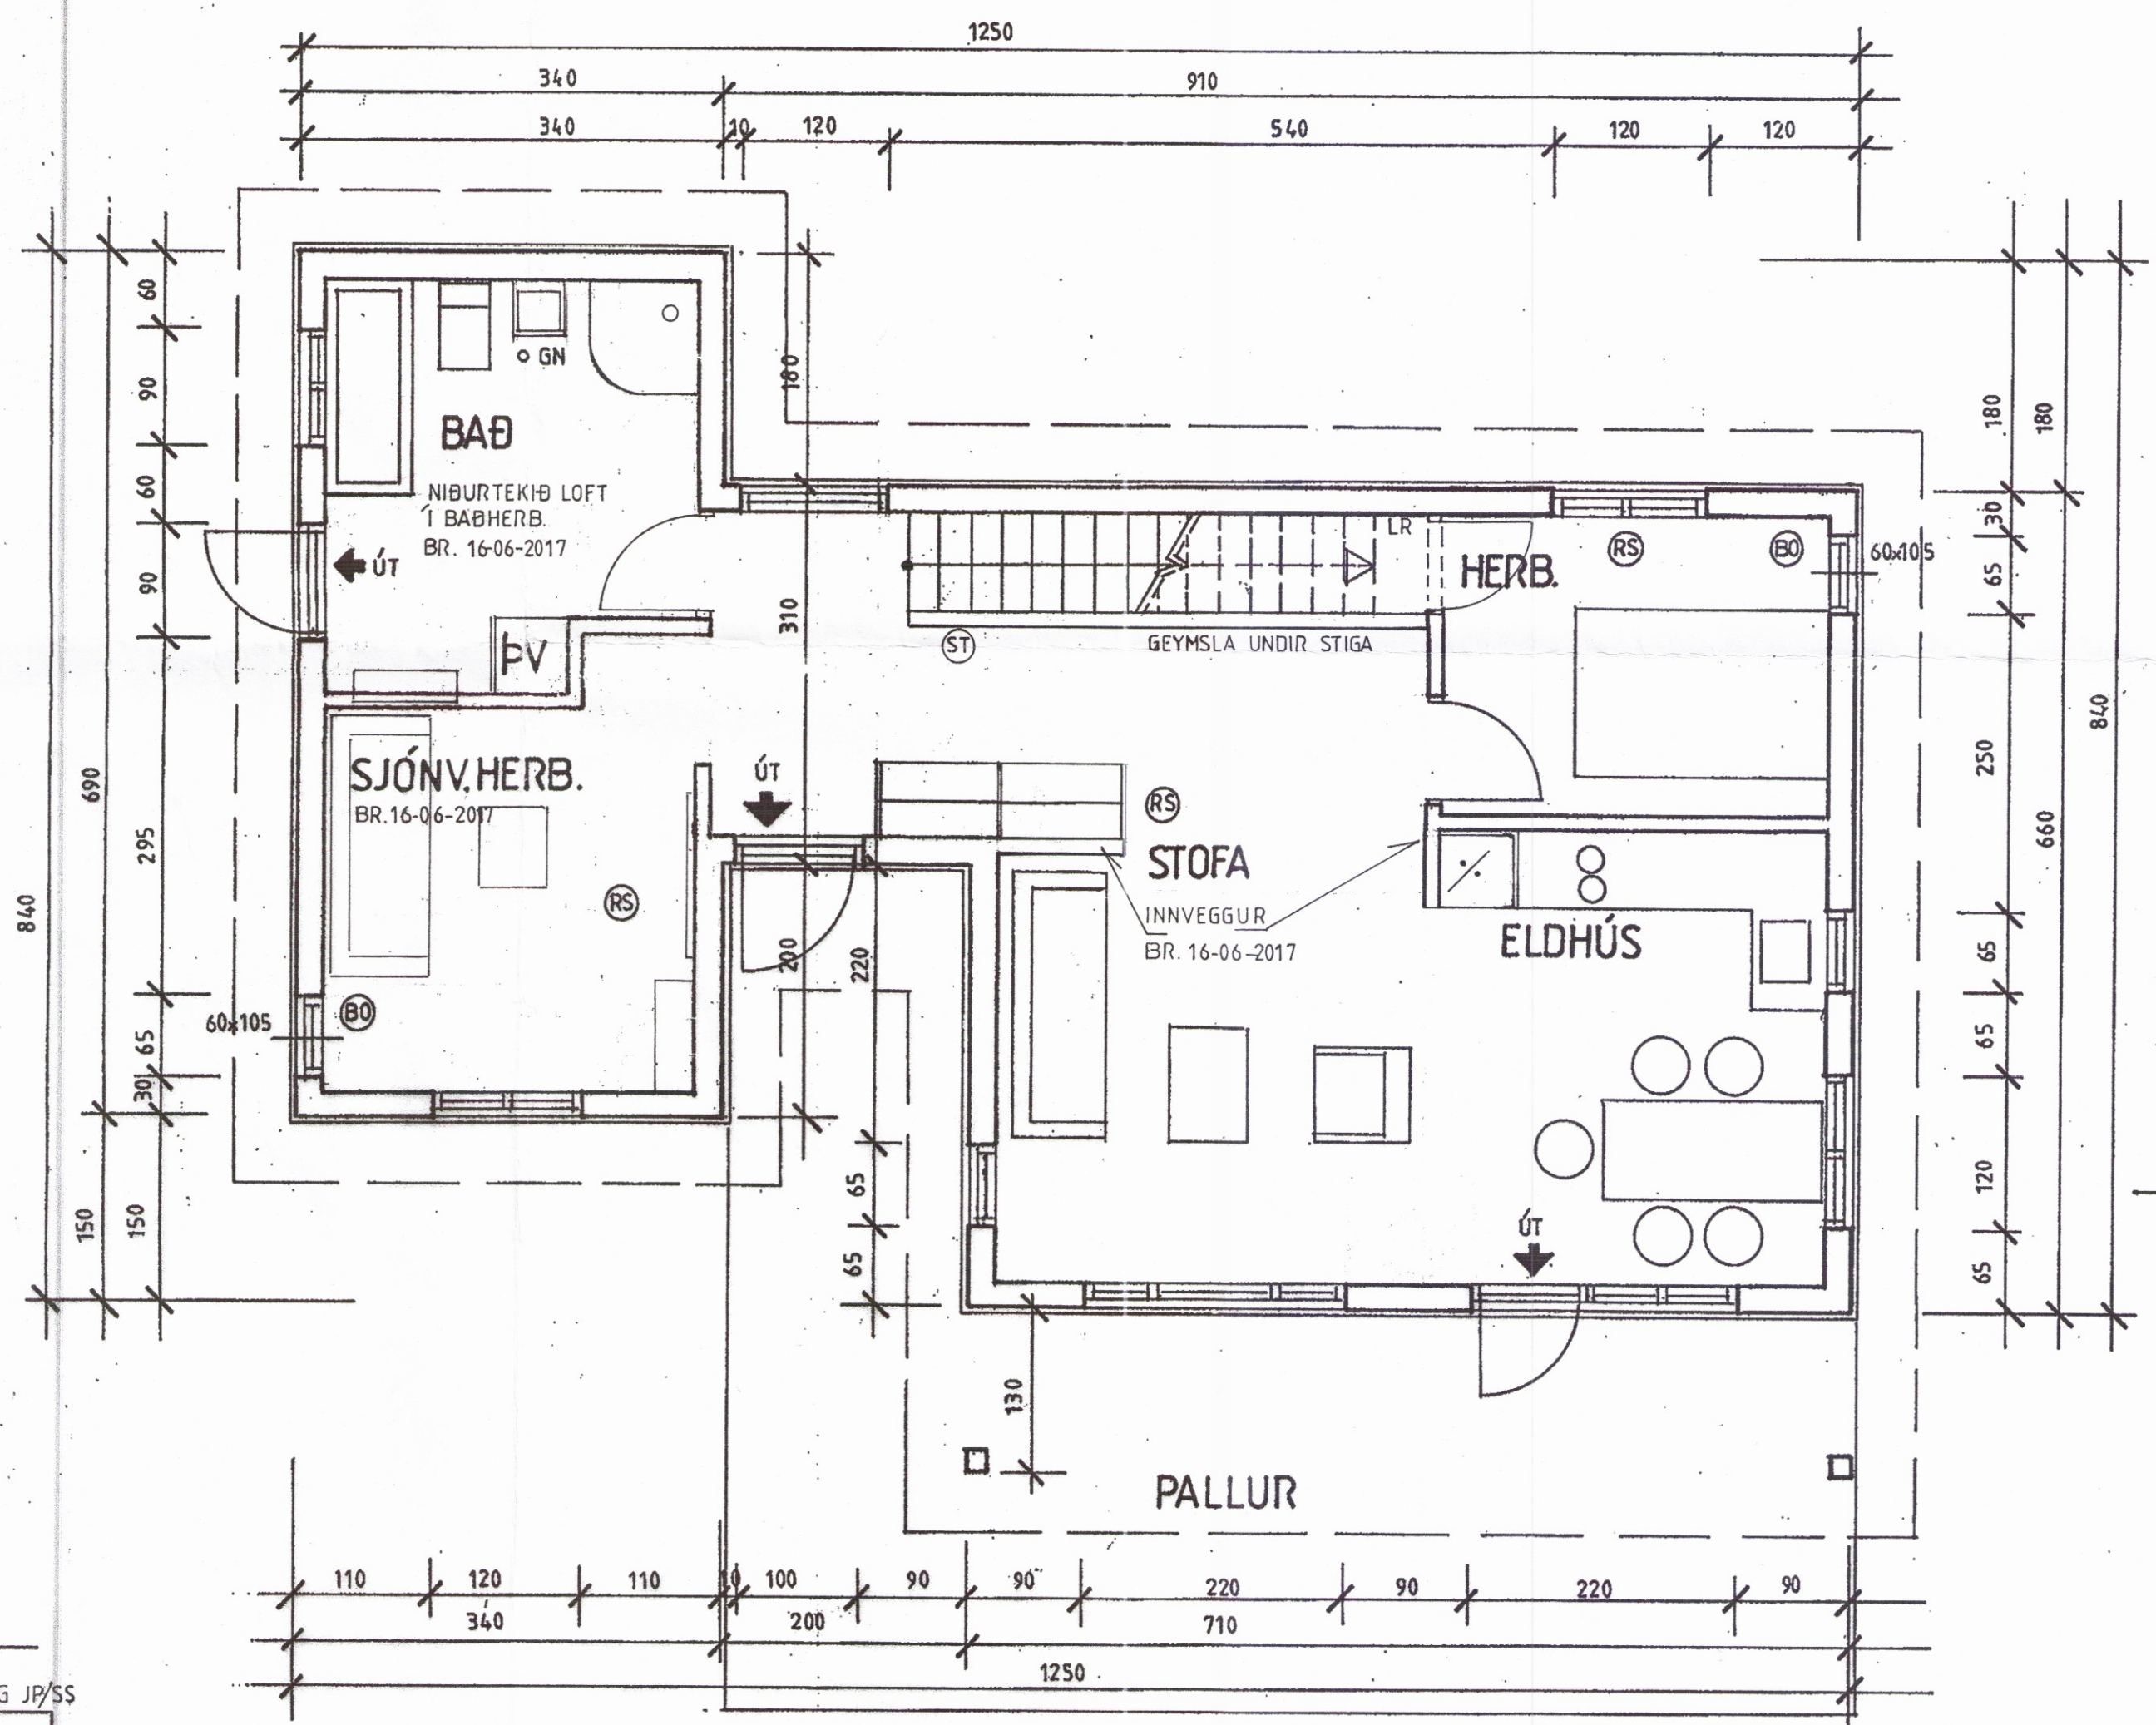 1250
340
910
340
10
120
540
120
120
60
90
60
90
295
65
30
150
690
150
840
180
310
200
220
65
65
130
180
30
65
250
65
65
120
65
180
660
840
GN
BAÐ
NIÐURTEKIÐ LOFT
Í BAÐHERB.
BR. 16-06-2017
ÚT
ÞV
LR
HERB.
RS
BO
60x105
ST
GEYMSLA UNDIR STIGA
SJÓNV.HERB.
BR.16-06-2017
ÚT
RS
STOFA
RS
INNVEGGUR
BR. 16-06-2017
ELDHÚS
60x105
BO
ÚT
PALLUR
110
120
110
10
100
90
90
220
90
220
90
340
200
710
1250
G JP/SS